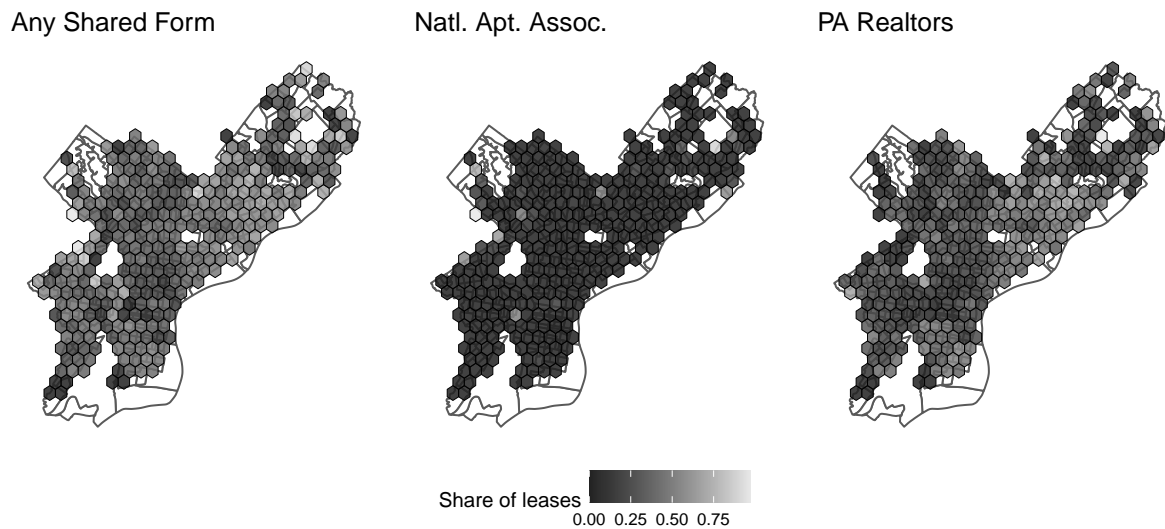 Any Shared Form
Natl. Apt. Assoc.
PA Realtors
Share of leases
0.00 0.25 0.50 0.75